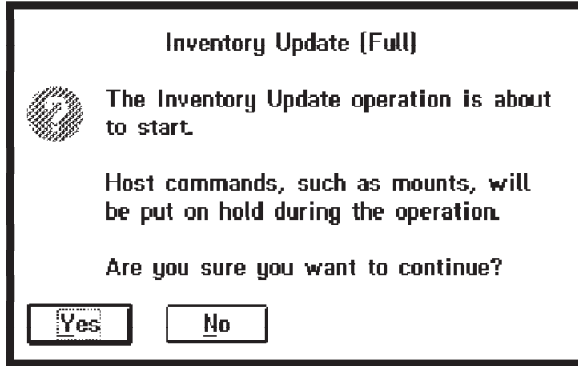 Inventory Update (Full)
The Inventory Update operation is about
to start.
Host commands, such as mounts, will
be put on hold during the operation.
Are you sure you want to continue?
Yes
No